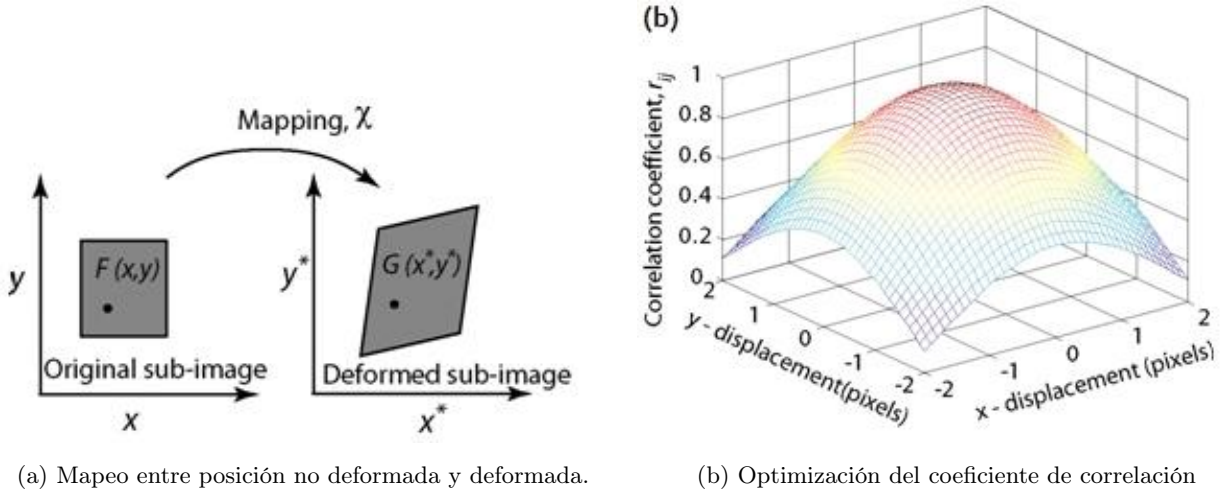 Mapping, χ
y
F (x,y)
Original sub-image
x
y*
G (x*,y*)
Deformed sub-image
x*
(b)
Correlation coefficient, rij
1
0.8
0.6
0.4
0.2
0
2
1
0
-1
-2
y - displacement(pixels)
-2
-1
0
1
2
x - displacement (pixels)
(a) Mapeo entre posición no deformada y deformada.
(b) Optimización del coeficiente de correlación